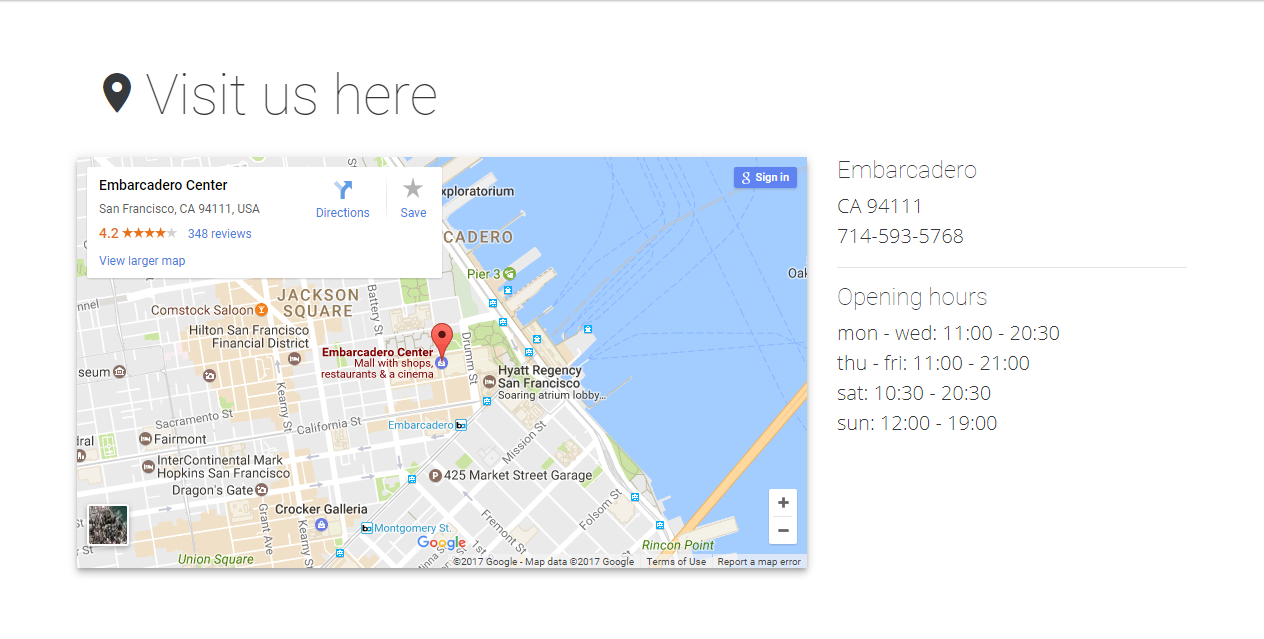 Visit us here
Embarcadero Center
San Francisco, CA 94111, USA
4.2
348 reviews
View larger map
Directions
Save
Sign in
xploratorium
CADERO
Pier 3
Oak
nnel
Comstock Saloon
JACKSON
SQUARE
Battery St
Hilton San Francisco
Financial District
Embarcadero Center
Mall with shops,
restaurants & a cinema
Drumm St
Hyatt Regency
San Francisco
Soaring atrium lobby...
seum
Kearny St
Sacramento St
California St
Embarcadero
Mission St
dral
Fairmont
InterContinental Mark
Hopkins San Francisco
Dragon's Gate
425 Market Street Garage
Crocker Galleria
Grant Ave
Kearny St
Montgomery St.
Fremont St
Folsom St
1st
Minna S
St
St
Union Square
Rincon Point
Google
+
−
©2017 Google - Map data ©2017 Google
Terms of Use
Report a map error
Embarcadero
CA 94111
714-593-5768
Opening hours
mon - wed: 11:00 - 20:30
thu - fri: 11:00 - 21:00
sat: 10:30 - 20:30
sun: 12:00 - 19:00